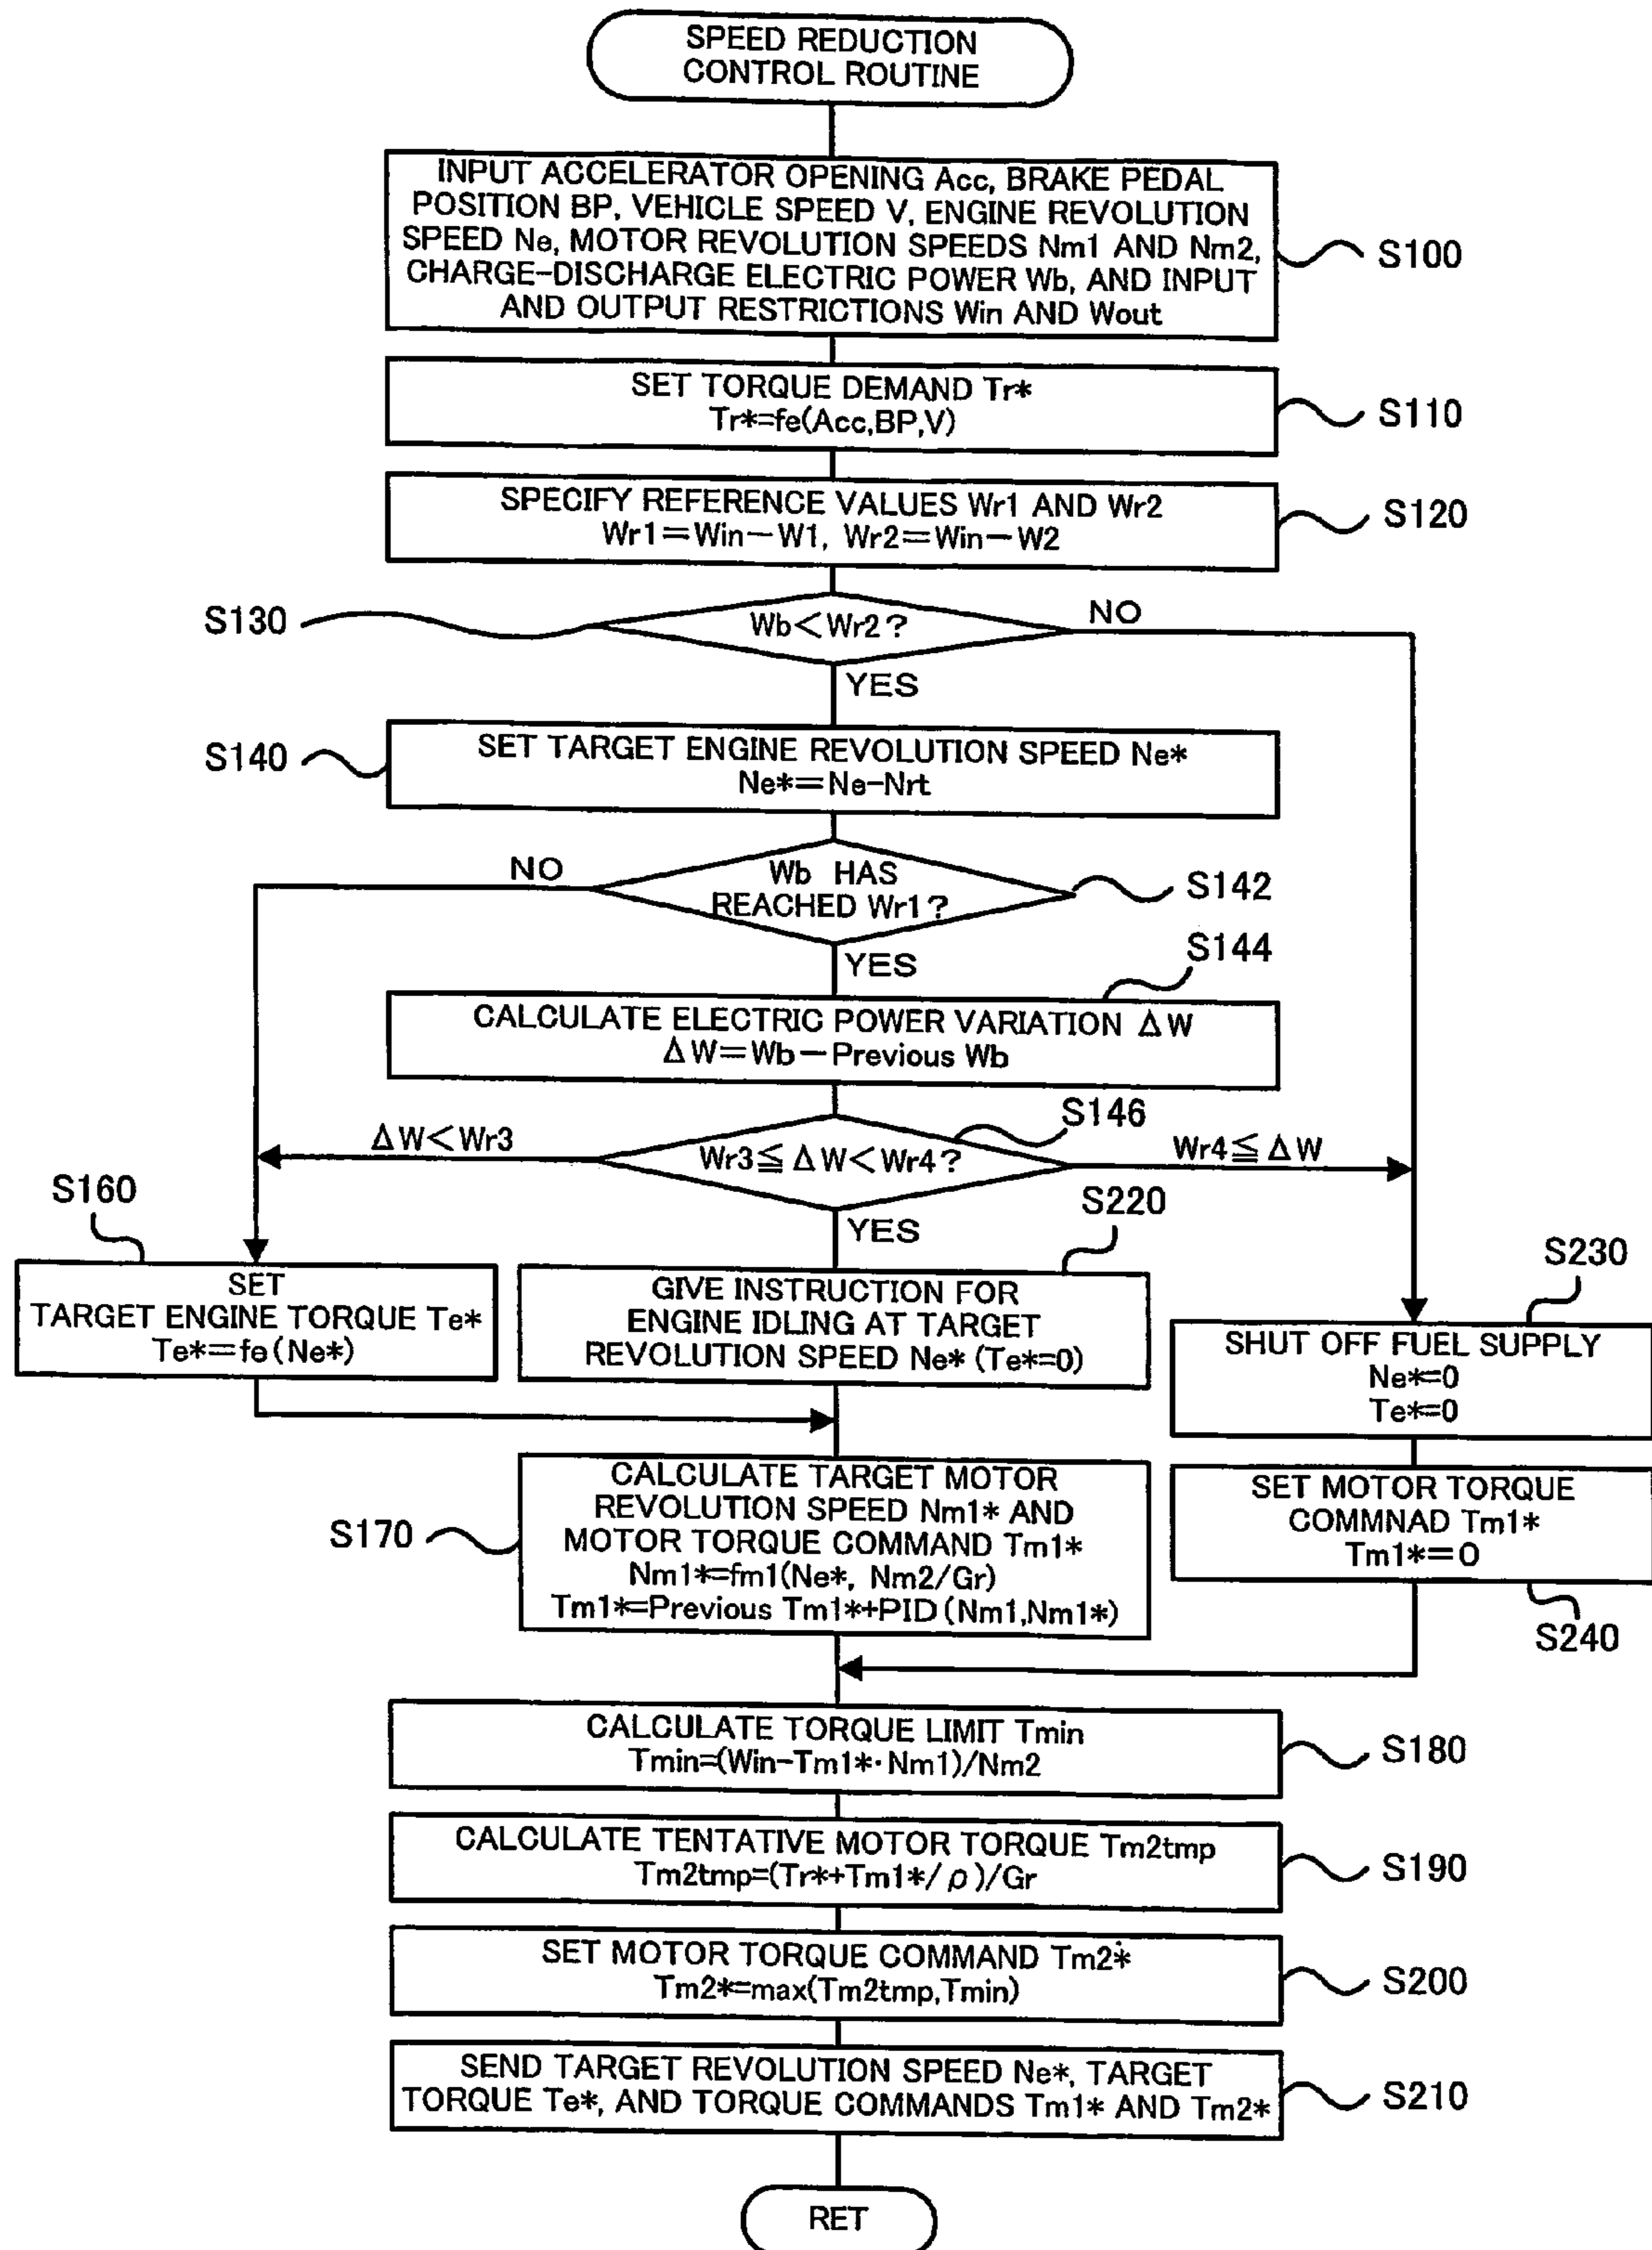 SPEED REDUCTION
CONTROL ROUTINE
INPUT ACCELERATOR OPENING Acc, BRAKE PEDAL
POSITION BP, VEHICLE SPEED V, ENGINE REVOLUTION
SPEED Ne, MOTOR REVOLUTION SPEEDS Nm1 AND Nm2,
CHARGE-DISCHARGE ELECTRIC POWER Wb, AND INPUT
AND OUTPUT RESTRICTIONS Win AND Wout
S100
SET TORQUE DEMAND Tr*
Tr*=fe(Acc,BP,V)
S110
SPECIFY REFERENCE VALUES Wr1 AND Wr2
Wr1=Win-W1, Wr2=Win-W2
S120
S130
Wb<Wr2?
NO
YES
S140
SET TARGET ENGINE REVOLUTION SPEED Ne*
Ne*=Ne-Nrt
NO
Wb HAS
REACHED Wr1?
S142
YES
S144
CALCULATE ELECTRIC POWER VARIATION ΔW
ΔW=Wb-Previous Wb
S146
ΔW<Wr3
Wr3≦ΔW<Wr4?
Wr4≦ΔW
YES
S160
SET
TARGET ENGINE TORQUE Te*
Te*=fe(Ne*)
S220
GIVE INSTRUCTION FOR
ENGINE IDLING AT TARGET
REVOLUTION SPEED Ne* (Te*=0)
S230
SHUT OFF FUEL SUPPLY
Ne*=0
Te*=0
S170
CALCULATE TARGET MOTOR
REVOLUTION SPEED Nm1* AND
MOTOR TORQUE COMMAND Tm1*
Nm1*=fm1(Ne*, Nm2/Gr)
Tm1*=Previous Tm1*+PID(Nm1,Nm1*)
SET MOTOR TORQUE
COMMNAD Tm1*
Tm1*=0
S240
CALCULATE TORQUE LIMIT Tmin
Tmin=(Win-Tm1*·Nm1)/Nm2
S180
CALCULATE TENTATIVE MOTOR TORQUE Tm2tmp
Tm2tmp=(Tr*+Tm1*/ρ)/Gr
S190
SET MOTOR TORQUE COMMAND Tm2*
Tm2*=max(Tm2tmp,Tmin)
S200
SEND TARGET REVOLUTION SPEED Ne*, TARGET
TORQUE Te*, AND TORQUE COMMANDS Tm1* AND Tm2*
S210
RET